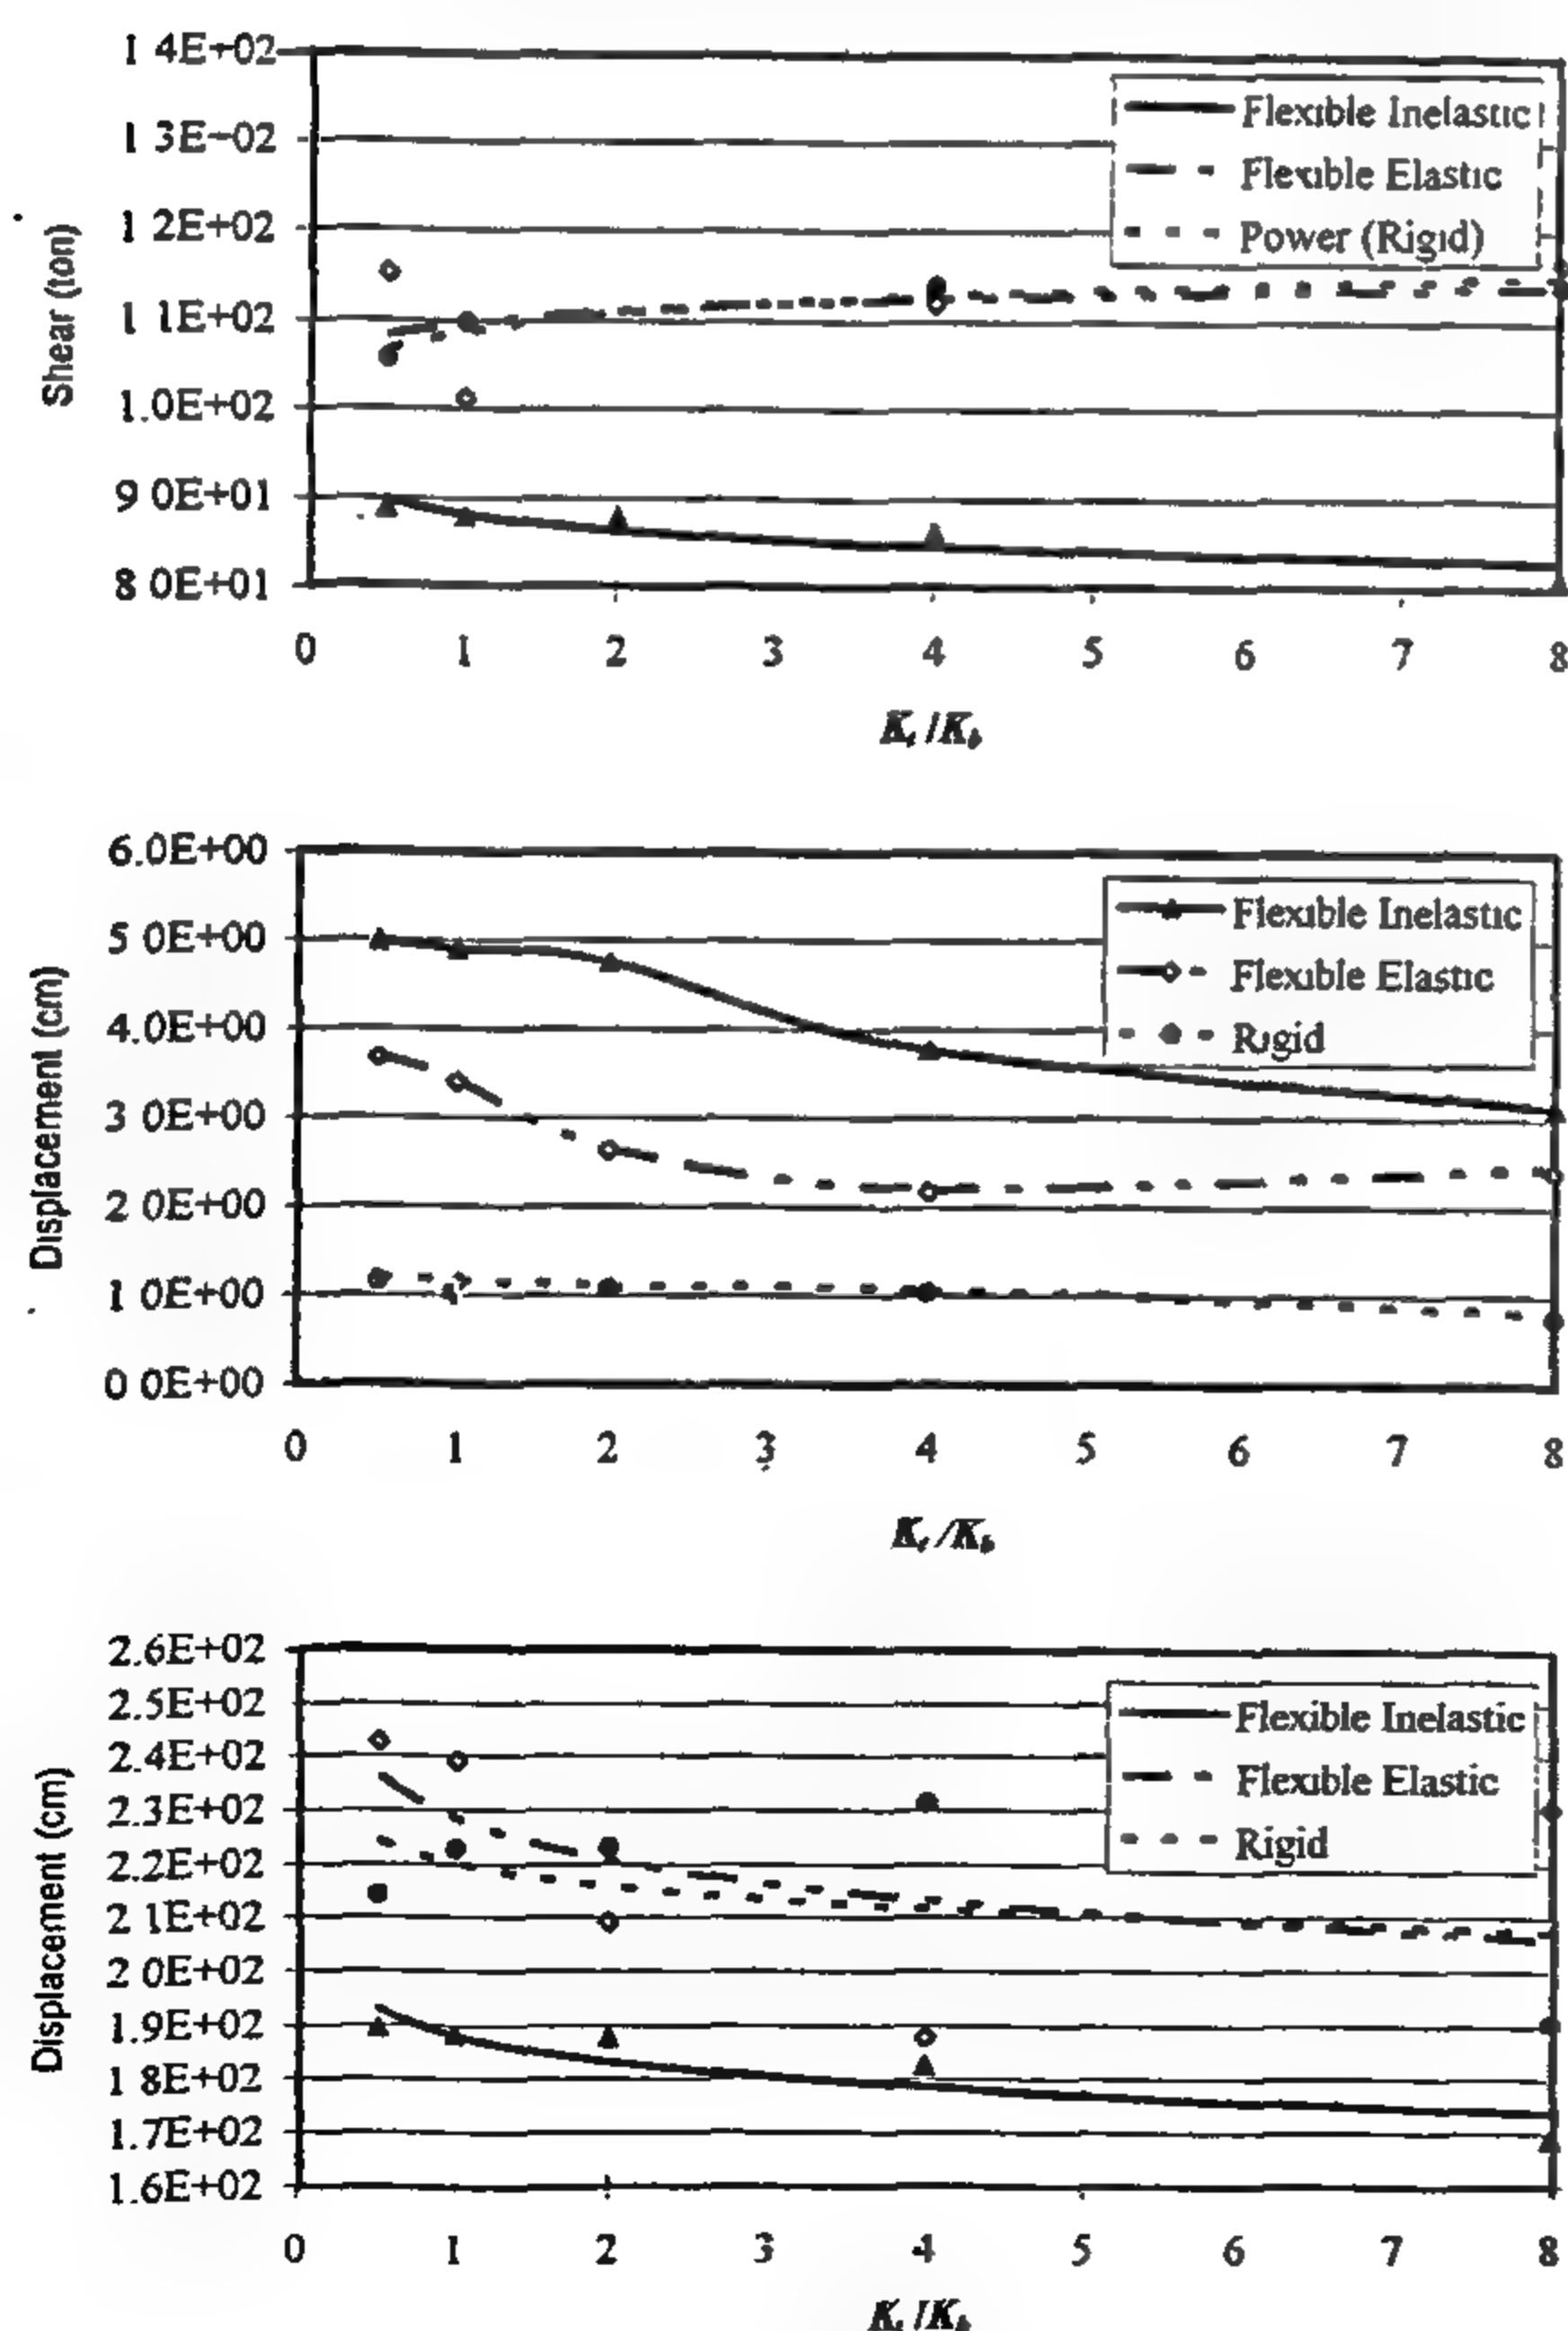 1 4E+02
1 3E+02
1 2E+02
1 1E+02
1.0E+02
9 0E+01
8 0E+01
Shear (ton)
Flexible Inelastic
Flexible Elastic
Power (Rigid)
0 1 2 3 4 5 6 7 8
6.0E+00
5 0E+00
4.0E+00
3 0E+00
2 0E+00
1 0E+00
0 0E+00
Displacement (cm)
Flexible Inelastic
Flexible Elastic
Rigid
0 1 2 3 4 5 6 7 8
2.6E+02
2.5E+02
2.4E+02
2.3E+02
2.2E+02
2 1E+02
2 0E+02
1.9E+02
1 8E+02
1.7E+02
1.6E+02
Displacement (cm)
Flexible Inelastic
Flexible Elastic
Rigid
0 1 2 3 4 5 6 7 8